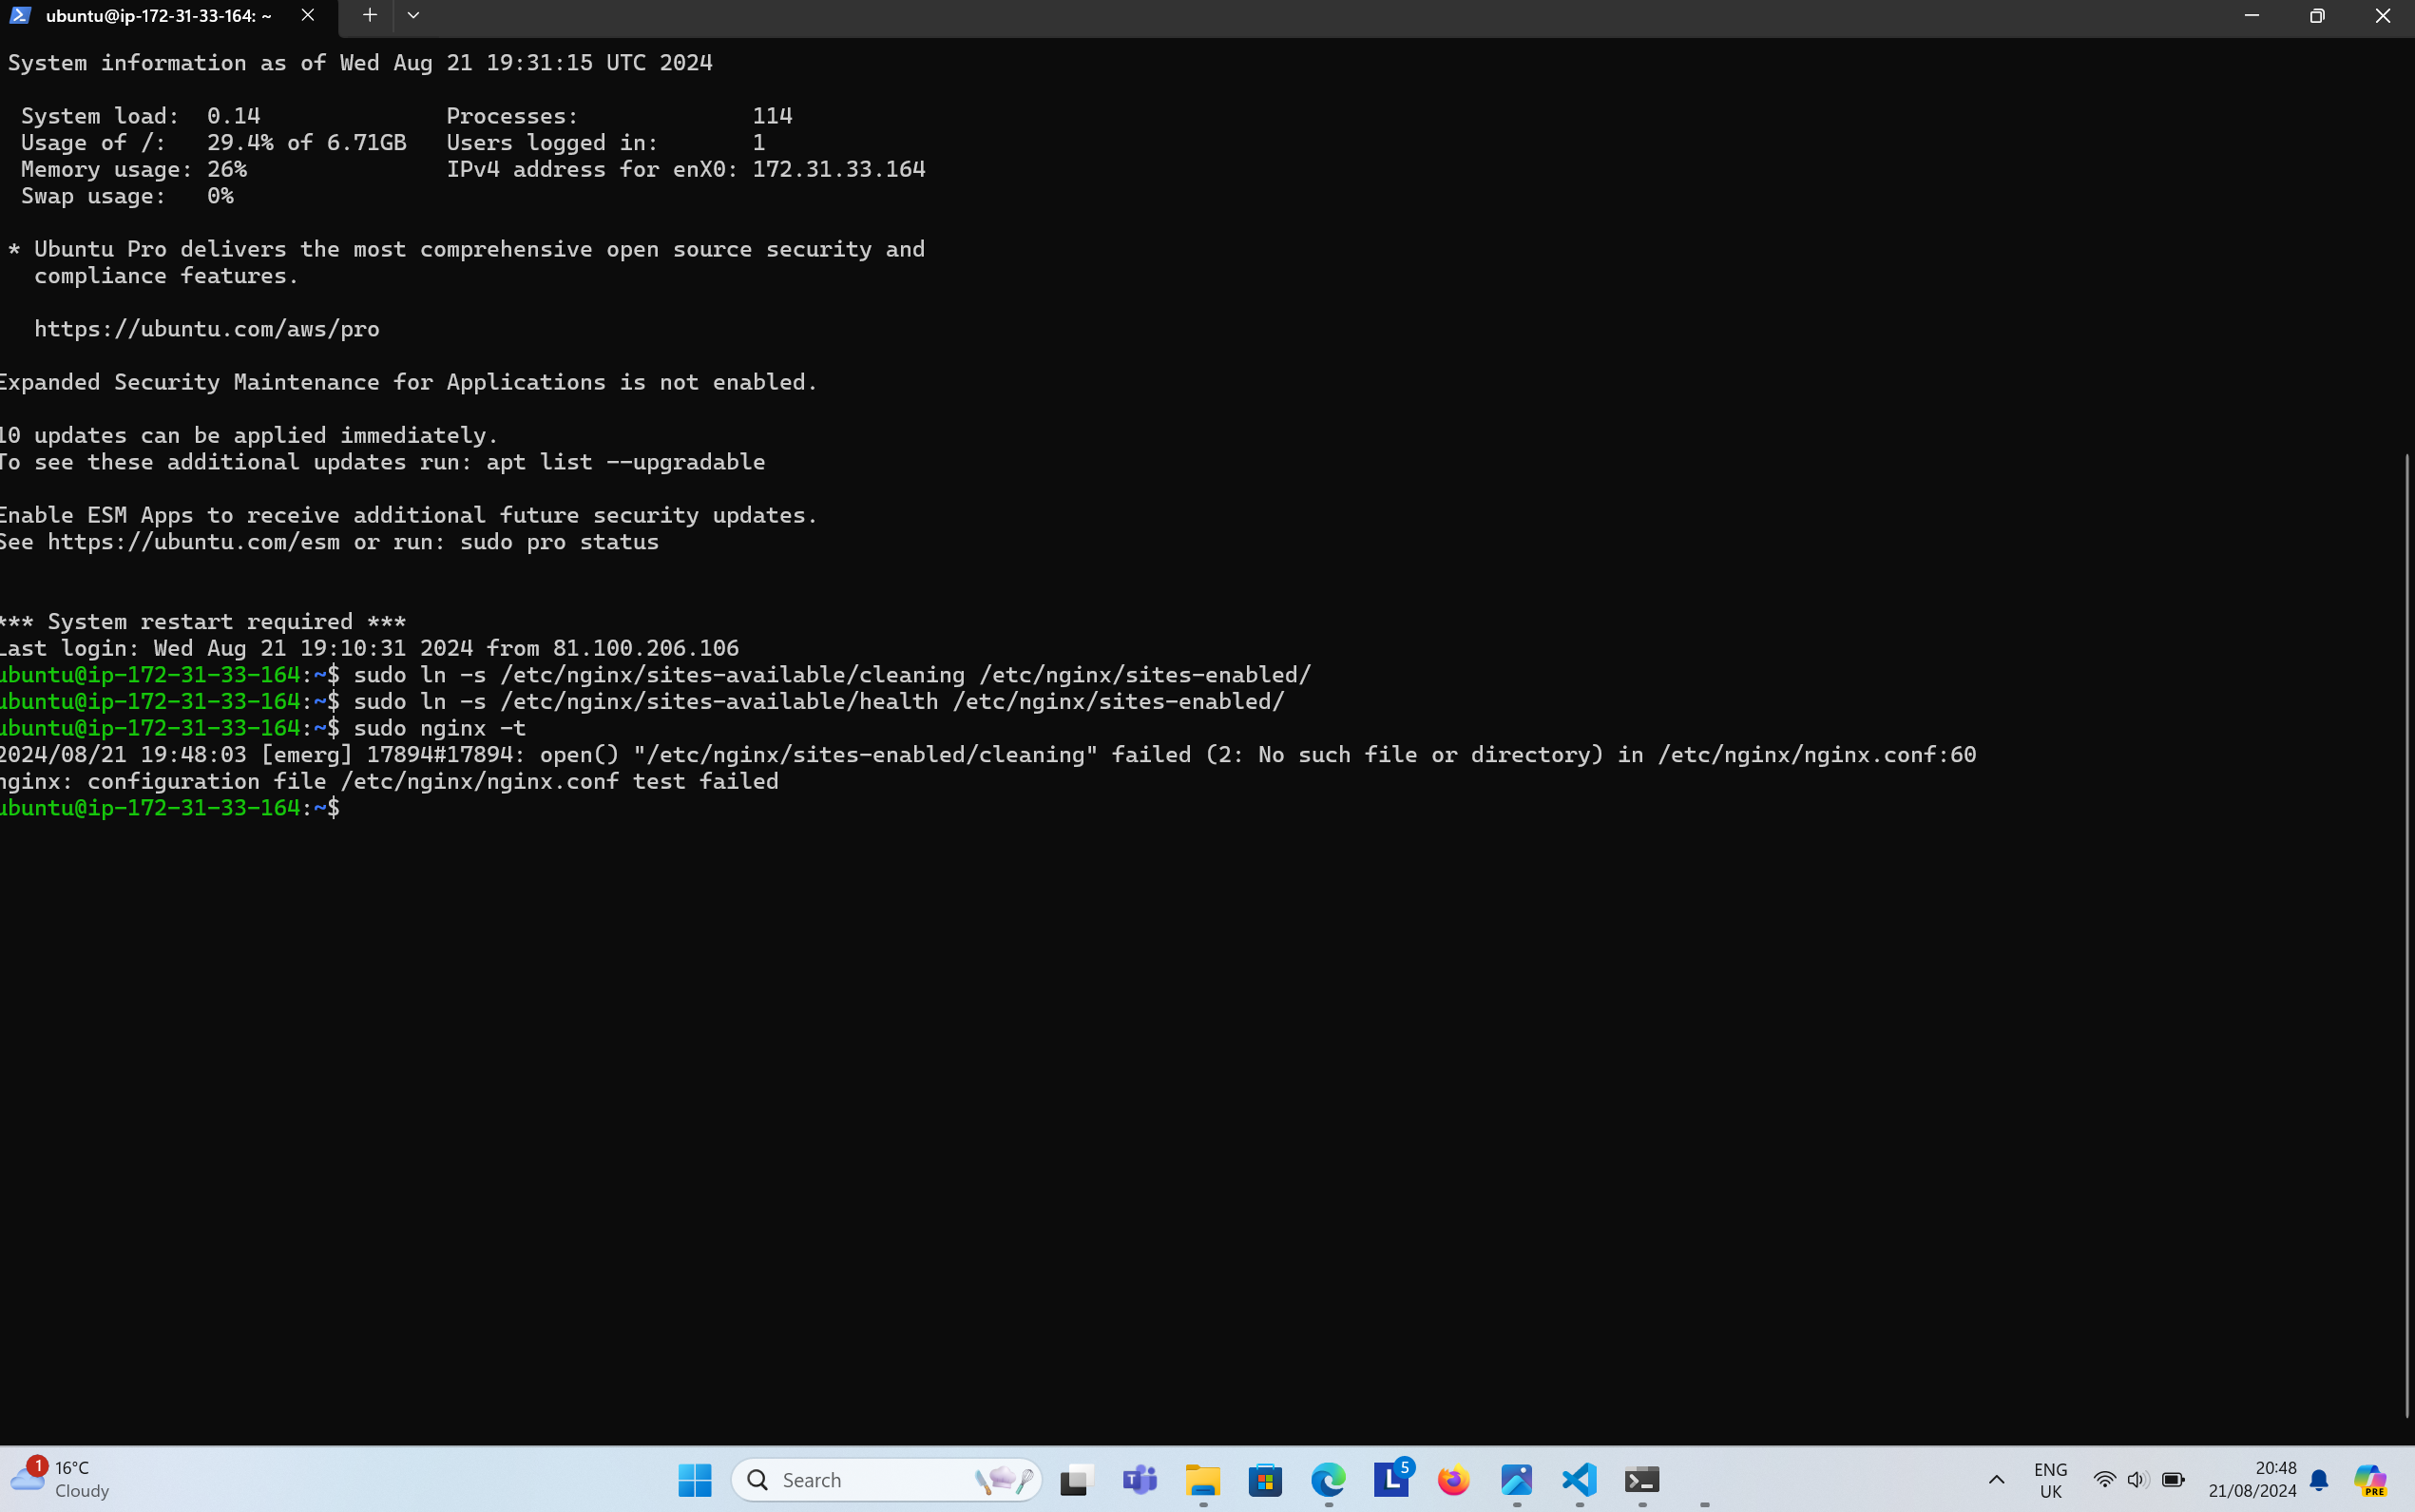 ubuntu@ip-172-31-33-164: ~
System information as of Wed Aug 21 19:31:15 UTC 2024
System load:  0.14              Processes:             114
Usage of /:   29.4% of 6.71GB   Users logged in:       1
Memory usage: 26%               IPv4 address for enX0: 172.31.33.164
Swap usage:   0%
* Ubuntu Pro delivers the most comprehensive open source security and
compliance features.
https://ubuntu.com/aws/pro
Expanded Security Maintenance for Applications is not enabled.
10 updates can be applied immediately.
To see these additional updates run: apt list --upgradable
Enable ESM Apps to receive additional future security updates.
See https://ubuntu.com/esm or run: sudo pro status
*** System restart required ***
Last login: Wed Aug 21 19:10:31 2024 from 81.100.206.106
ubuntu@ip-172-31-33-164:~$ sudo ln -s /etc/nginx/sites-available/cleaning /etc/nginx/sites-enabled/
ubuntu@ip-172-31-33-164:~$ sudo ln -s /etc/nginx/sites-available/health /etc/nginx/sites-enabled/
ubuntu@ip-172-31-33-164:~$ sudo nginx -t
2024/08/21 19:48:03 [emerg] 17894#17894: open() "/etc/nginx/sites-enabled/cleaning" failed (2: No such file or directory) in /etc/nginx/nginx.conf:60
nginx: configuration file /etc/nginx/nginx.conf test failed
ubuntu@ip-172-31-33-164:~$
1
16°C
Cloudy
Search
T
L
5
ENG
UK
20:48
21/08/2024
PRE